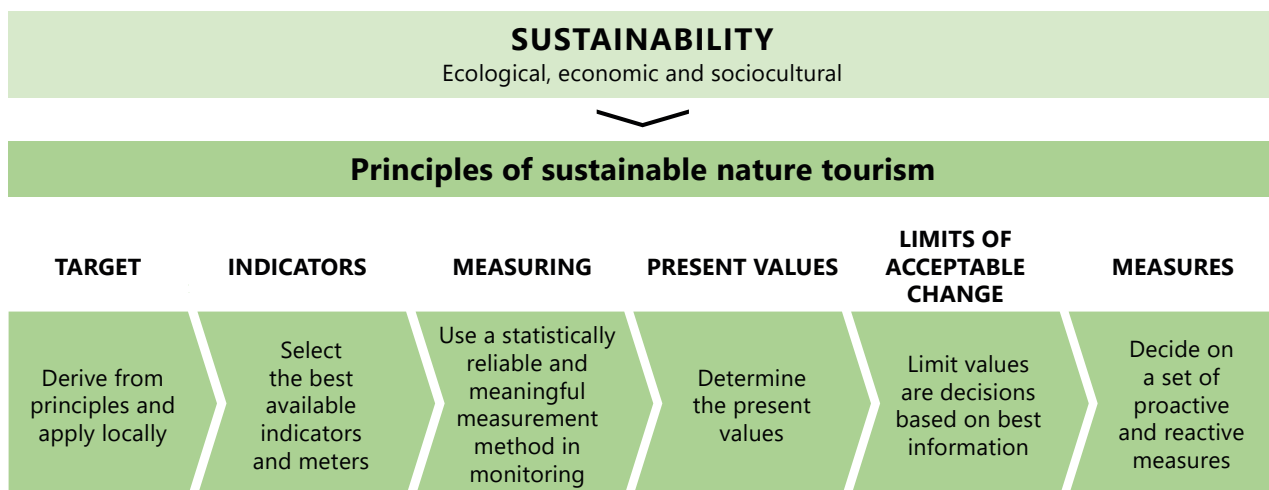 SUSTAINABILITY
Ecological, economic and sociocultural
Principles of sustainable nature tourism
TARGET
INDICATORS
MEASURING
PRESENT VALUES
LIMITS OF
ACCEPTABLE
CHANGE
MEASURES
Derive from
principles and
apply locally
Select
the best
available
indicators
and meters
Use a statistically
reliable and
meaningful
measurement
method in
monitoring
Determine
the present
values
Limit values
are decisions
based on best
information
Decide on
a set of
proactive
and reactive
measures